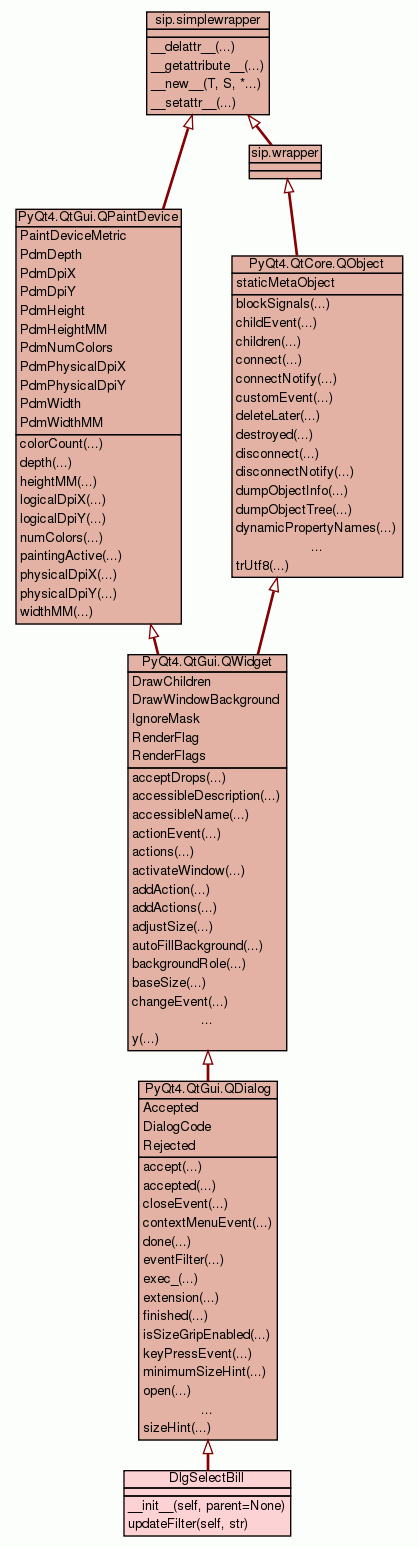 sip.simplewrapper
__delattr__(...)
__getattribute__(...)
__new__(T, S, *...)
__setattr__(...)
sip.wrapper
PyQt4.QtGui.QPaintDevice
PaintDeviceMetric
PdmDepth
PdmDpiX
PdmDpiY
PdmHeight
PdmHeightMM
PdmNumColors
PdmPhysicalDpiX
PdmPhysicalDpiY
PdmWidth
PdmWidthMM
colorCount(...)
depth(...)
heightMM(...)
logicalDpiX(...)
logicalDpiY(...)
numColors(...)
paintingActive(...)
physicalDpiX(...)
physicalDpiY(...)
widthMM(...)
PyQt4.QtCore.QObject
staticMetaObject
blockSignals(...)
childEvent(...)
children(...)
connect(...)
connectNotify(...)
customEvent(...)
deleteLater(...)
destroyed(...)
disconnect(...)
disconnectNotify(...)
dumpObjectInfo(...)
dumpObjectTree(...)
dynamicPropertyNames(...)
...
trUtf8(...)
PyQt4.QtGui.QWidget
DrawChildren
DrawWindowBackground
IgnoreMask
RenderFlag
RenderFlags
acceptDrops(...)
accessibleDescription(...)
accessibleName(...)
actionEvent(...)
actions(...)
activateWindow(...)
addAction(...)
addActions(...)
adjustSize(...)
autoFillBackground(...)
backgroundRole(...)
baseSize(...)
changeEvent(...)
...
y(...)
PyQt4.QtGui.QDialog
Accepted
DialogCode
Rejected
accept(...)
accepted(...)
closeEvent(...)
contextMenuEvent(...)
done(...)
eventFilter(...)
exec_(...)
extension(...)
finished(...)
isSizeGripEnabled(...)
keyPressEvent(...)
minimumSizeHint(...)
open(...)
...
sizeHint(...)
DlgSelectBill
__init__(self, parent=None)
updateFilter(self, str)